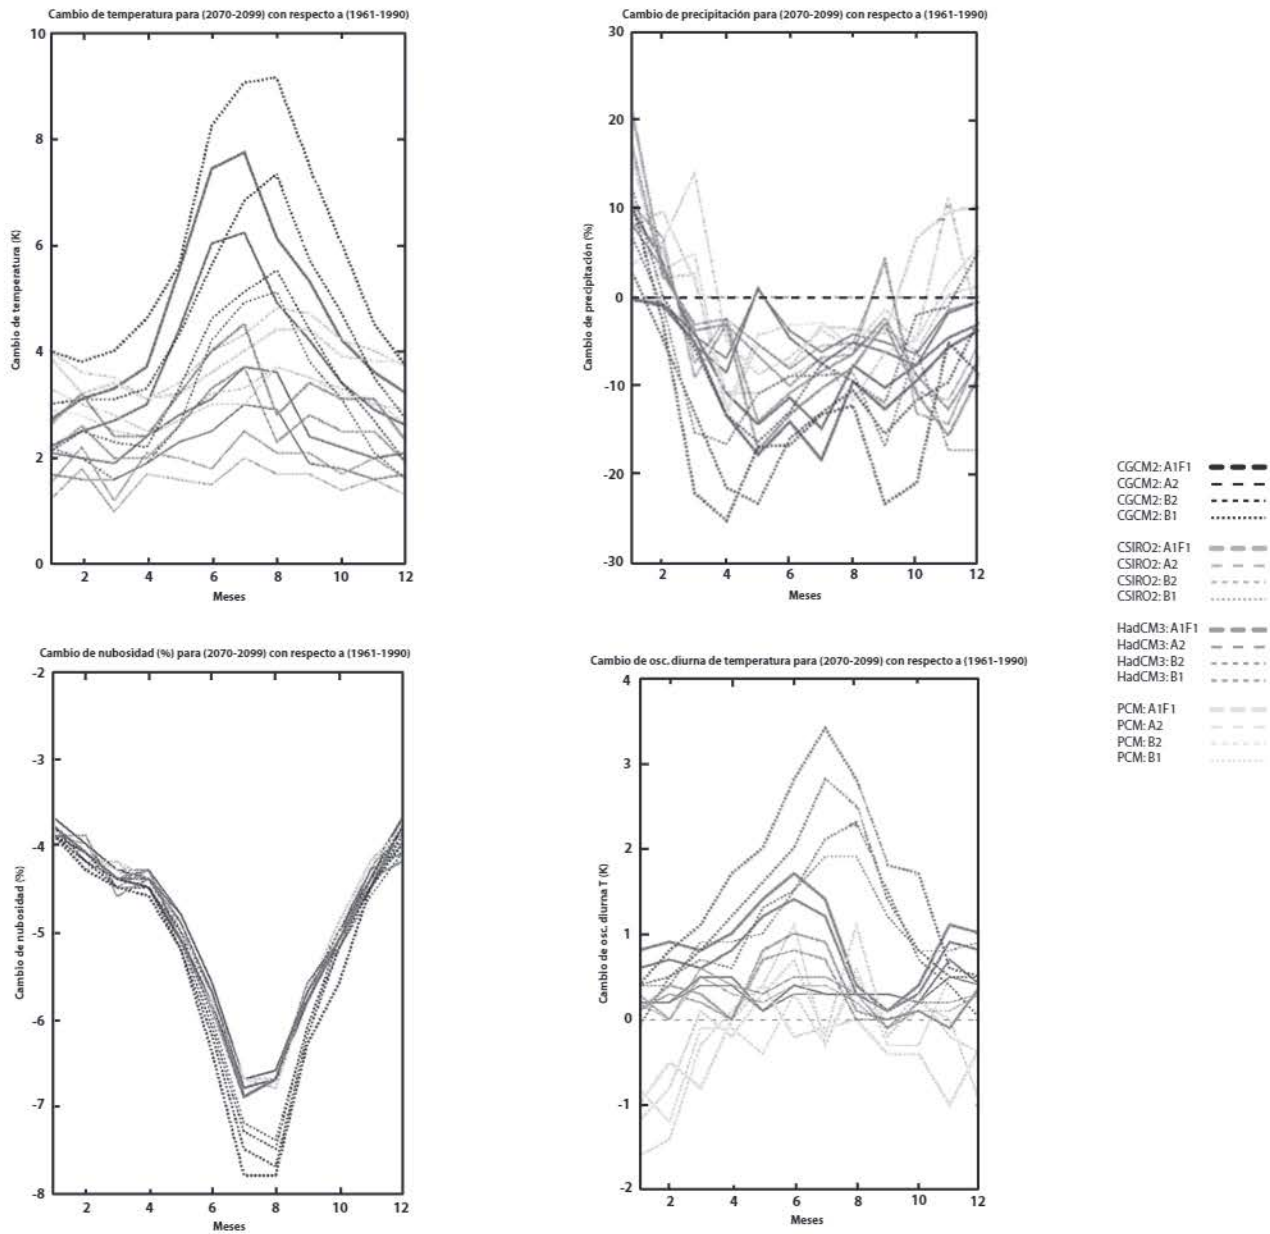 Cambio de temperatura para (2070-2099) con respecto a (1961-1990)
10
8
6
4
2
0
Cambio de temperatura (K)
2 4 6 8 10 12
Meses
Cambio de precipitación para (2070-2099) con respecto a (1961-1990)
30
20
10
0
-10
-20
-30
Cambio de precipitación (%)
2 4 6 8 10 12
Meses
Cambio de nubosidad (%) para (2070-2099) con respecto a (1961-1990)
-2
-3
-4
-5
-6
-7
-8
Cambio de nubosidad (%)
2 4 6 8 10 12
Meses
Cambio de osc. diurna de temperatura para (2070-2099) con respecto a (1961-1990)
4
3
2
1
0
-1
-2
Cambio de osc. diurna T (K)
2 4 6 8 10 12
Meses
CGCM2: A1F1
CGCM2: A2
CGCM2: B2
CGCM2: B1
CSIRO2: A1F1
CSIRO2: A2
CSIRO2: B2
CSIRO2: B1
HadCM3: A1F1
HadCM3: A2
HadCM3: B2
HadCM3: B1
PCM: A1F1
PCM: A2
PCM: B2
PCM: B1